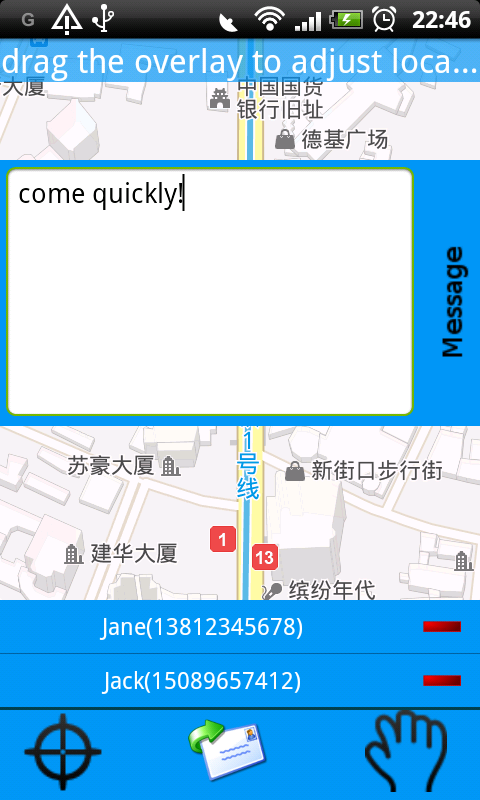 G
22:46
drag the overlay to adjust loca...
大厦
中国国货
银行旧址
德基广场
come quickly!
Message
1号线
苏豪大厦
新街口步行街
1
建华大厦
13
缤纷年代
Jane(13812345678)
Jack(15089657412)